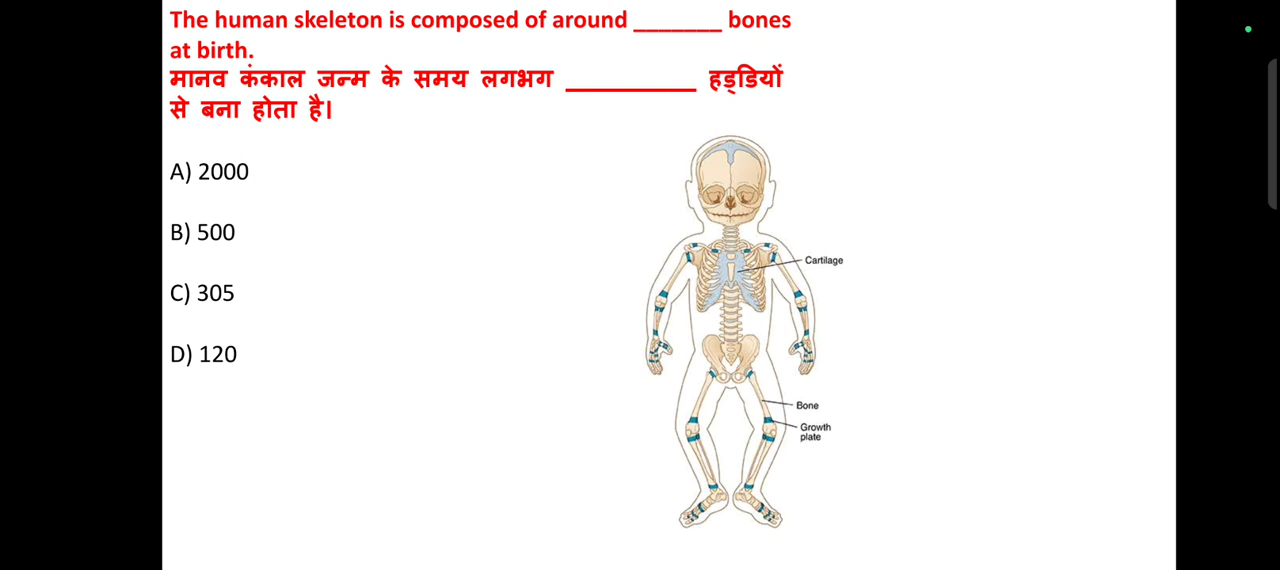 The human skeleton is composed of around _______ bones
at birth.
मानव कंकाल जन्म के समय लगभग __________ हड्डियों
से बना होता है।
A) 2000
B) 500
C) 305
D) 120
Cartilage
Bone
Growth
plate